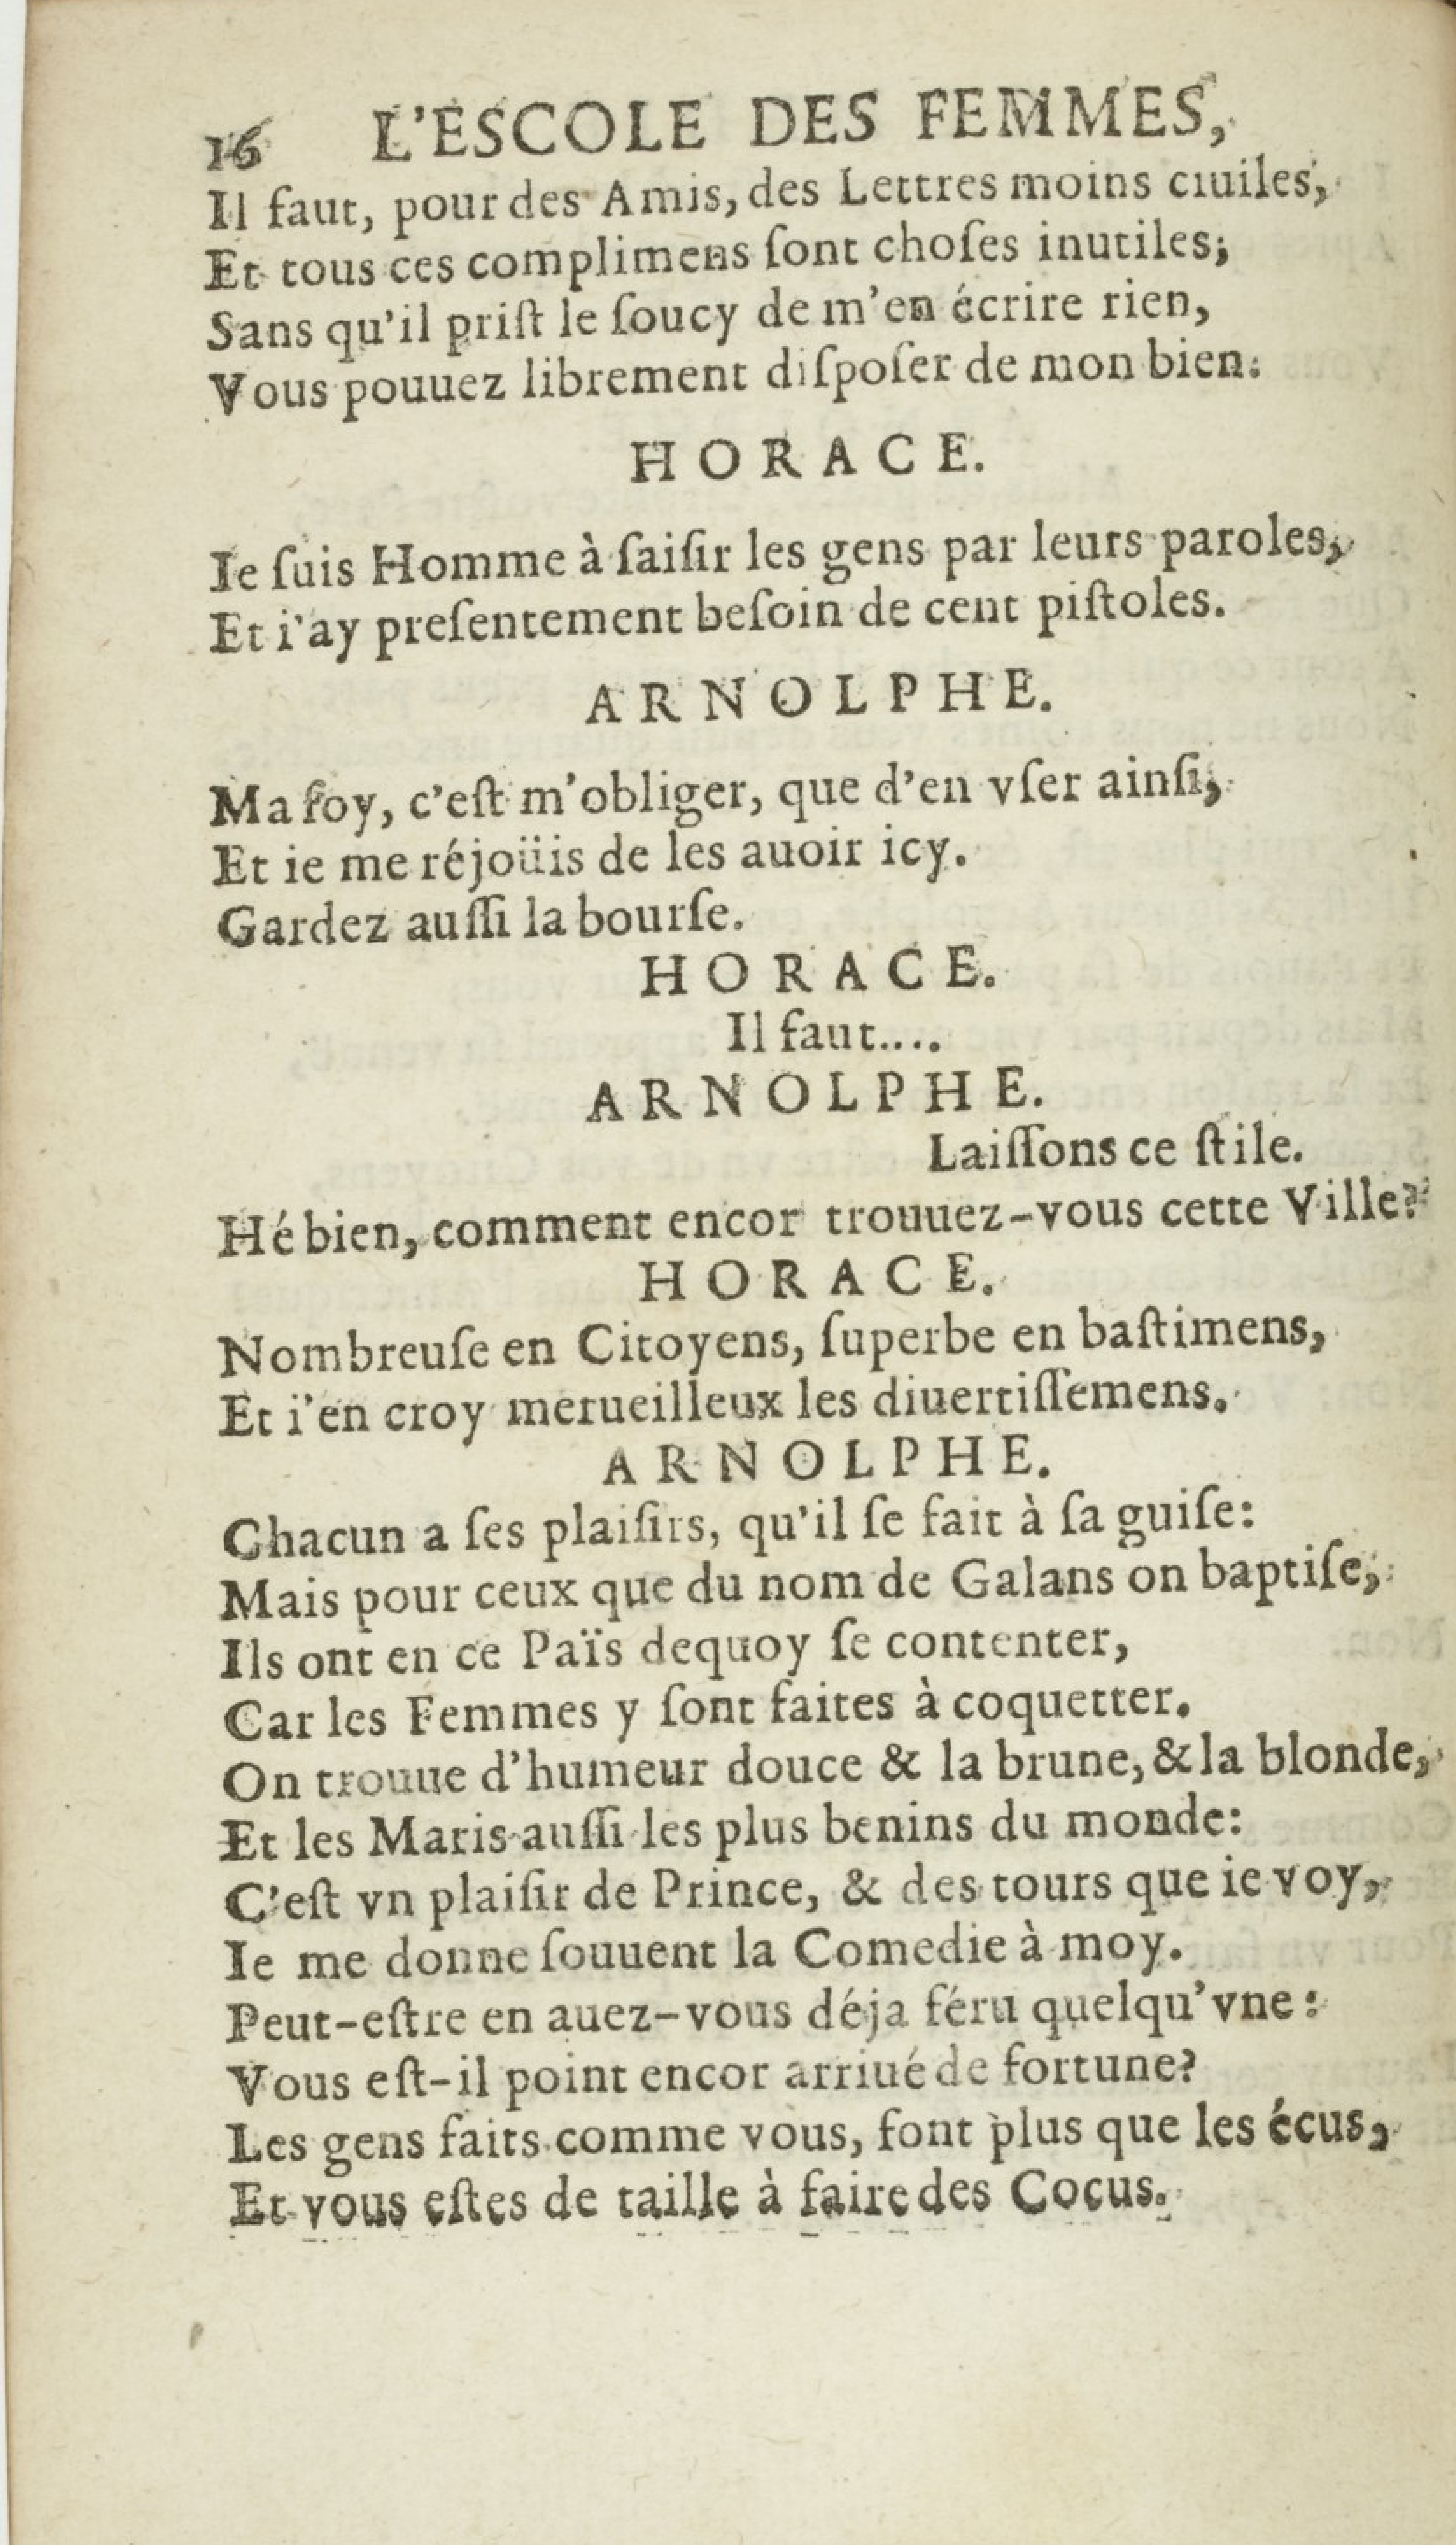 16 L'ESCOLE DES FEMMES,
Il faut, pour des Amis, des Lettres moins ciuiles,
Et tous ces complimens ſont choſes inutiles;
Sans qu'il priſt le ſoucy de m'en écrire rien,
Vous pouuez librement diſpoſer de mon bien.
HORACE.
Ie ſuis Homme à ſaiſir les gens par leurs paroles,
Et i'ay preſentement beſoin de cent piſtoles.
ARNOLPHE.
Ma foy, c'eſt m'obliger, que d'en vſer ainſi,
Et ie me réjoüis de les auoir icy.
Gardez auſſi la bourſe.
HORACE.
Il faut....
ARNOLPHE.
Laiſſons ce ſtile.
Hé bien, comment encor trouuez-vous cette Ville?
HORACE.
Nombreuſe en Citoyens, ſuperbe en baſtimens,
Et i'en croy merueilleux les diuertiſſemens.
ARNOLPHE.
Chacun a ſes plaiſirs, qu'il ſe fait à ſa guiſe:
Mais pour ceux que du nom de Galans on baptiſe,
Ils ont en ce Païs dequoy ſe contenter,
Car les Femmes y ſont faites à coquetter.
On trouue d'humeur douce & la brune, & la blonde,
Et les Maris auſſi les plus benins du monde:
C'eſt vn plaiſir de Prince, & des tours que ie voy,
Ie me donne ſouuent la Comedie à moy.
Peut-eſtre en auez-vous déja féru quelqu'vne:
Vous eſt-il point encor arriué de fortune?
Les gens faits comme vous, font plus que les écus,
Et vous eſtes de taille à faire des Cocus.